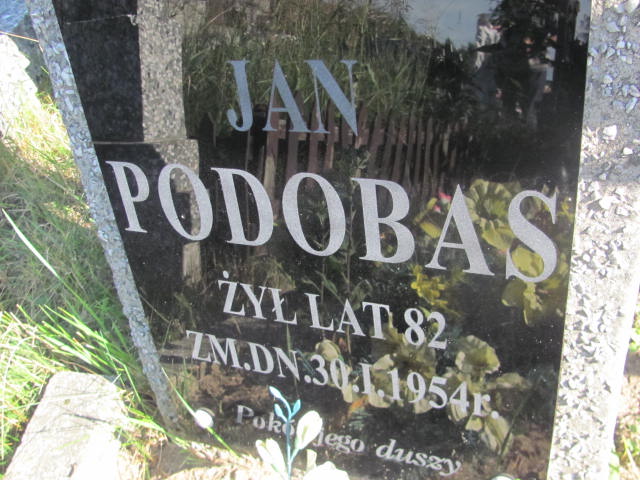 JAN
PODOBAS
ŻYŁ LAT 82
ZM.DN.30.I.1954r.
Pokój Jego duszy